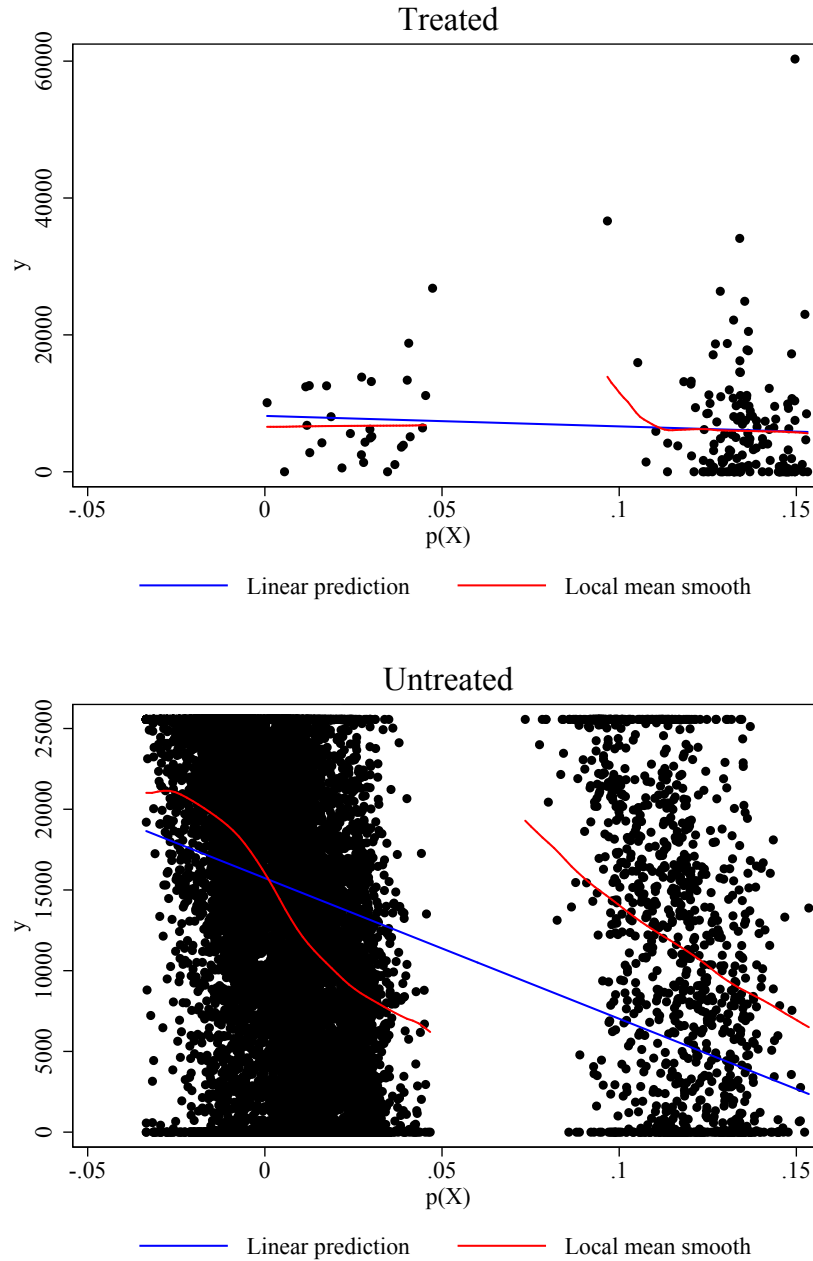 Treated
60000
40000
20000
0
y
-.05 0 .05 .1 .15
p(X)
Linear prediction Local mean smooth
Untreated
25000
20000
15000
10000
5000
0
y
-.05 0 .05 .1 .15
p(X)
Linear prediction Local mean smooth